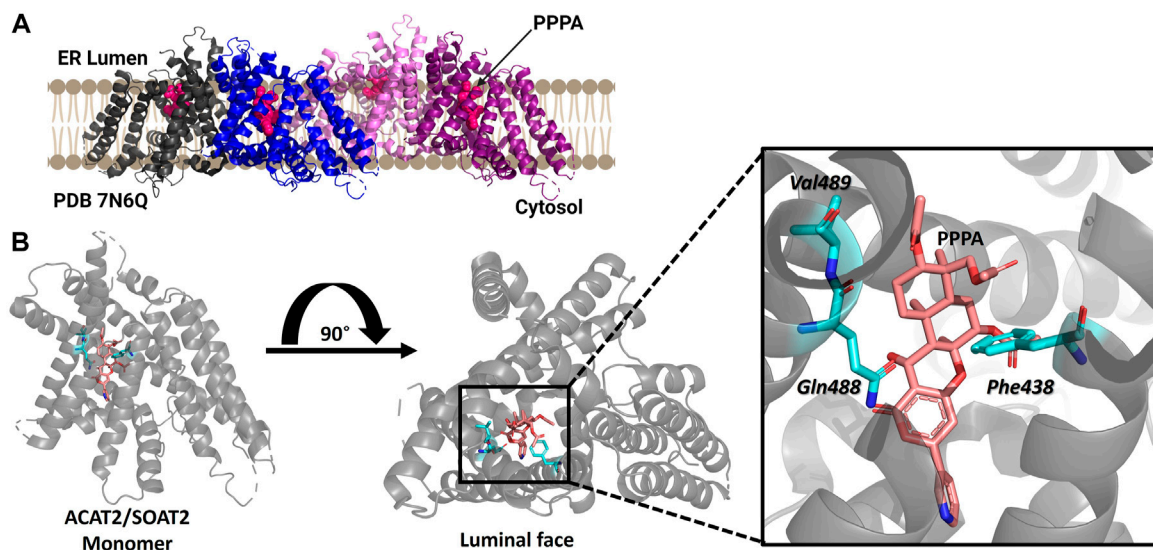 A
ER Lumen
PPPA
PDB 7N6Q
Cytosol
B
90°
ACAT2/SOAT2
Monomer
Luminal face
Val489
PPPA
Gln488
Phe438